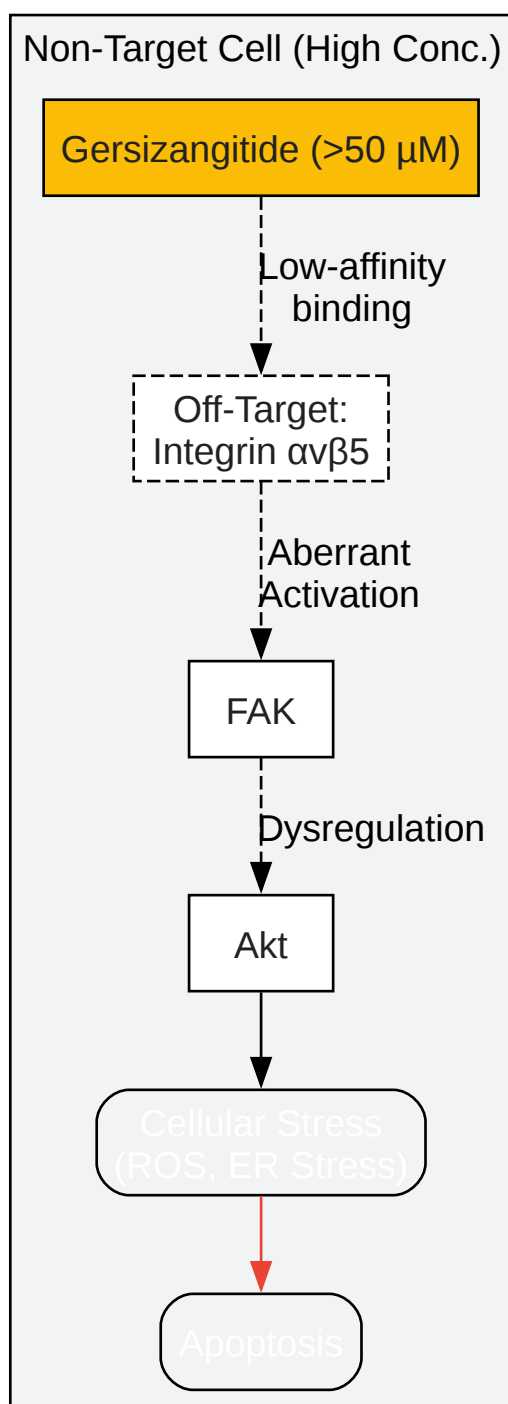 Non-Target Cell (High Conc.)
Gersizangitide (>50 µM)
Low-affinity
binding
Off-Target:
Integrin αvβ5
Aberrant
Activation
FAK
Dysregulation
Akt
Cellular Stress
(ROS, ER Stress)
Apoptosis